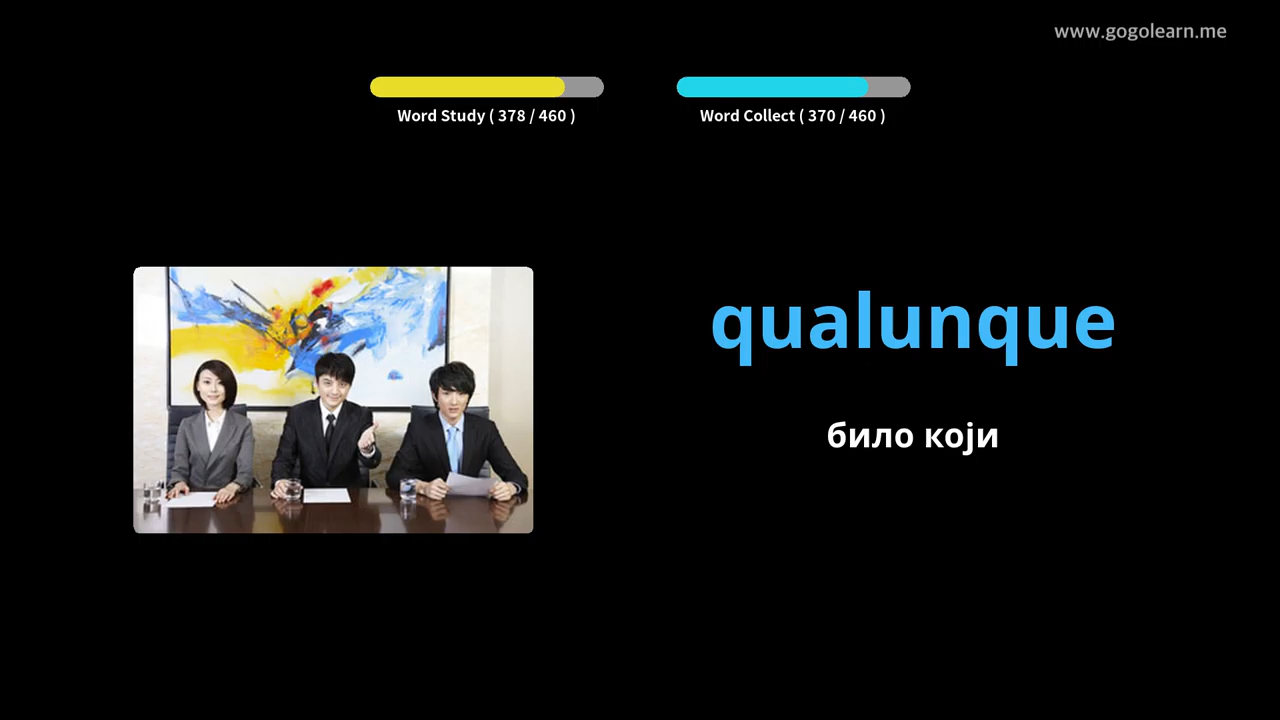 www.gogolearn.me
Word Study ( 378 / 460 )
Word Collect ( 370 / 460 )
qualunque
било који